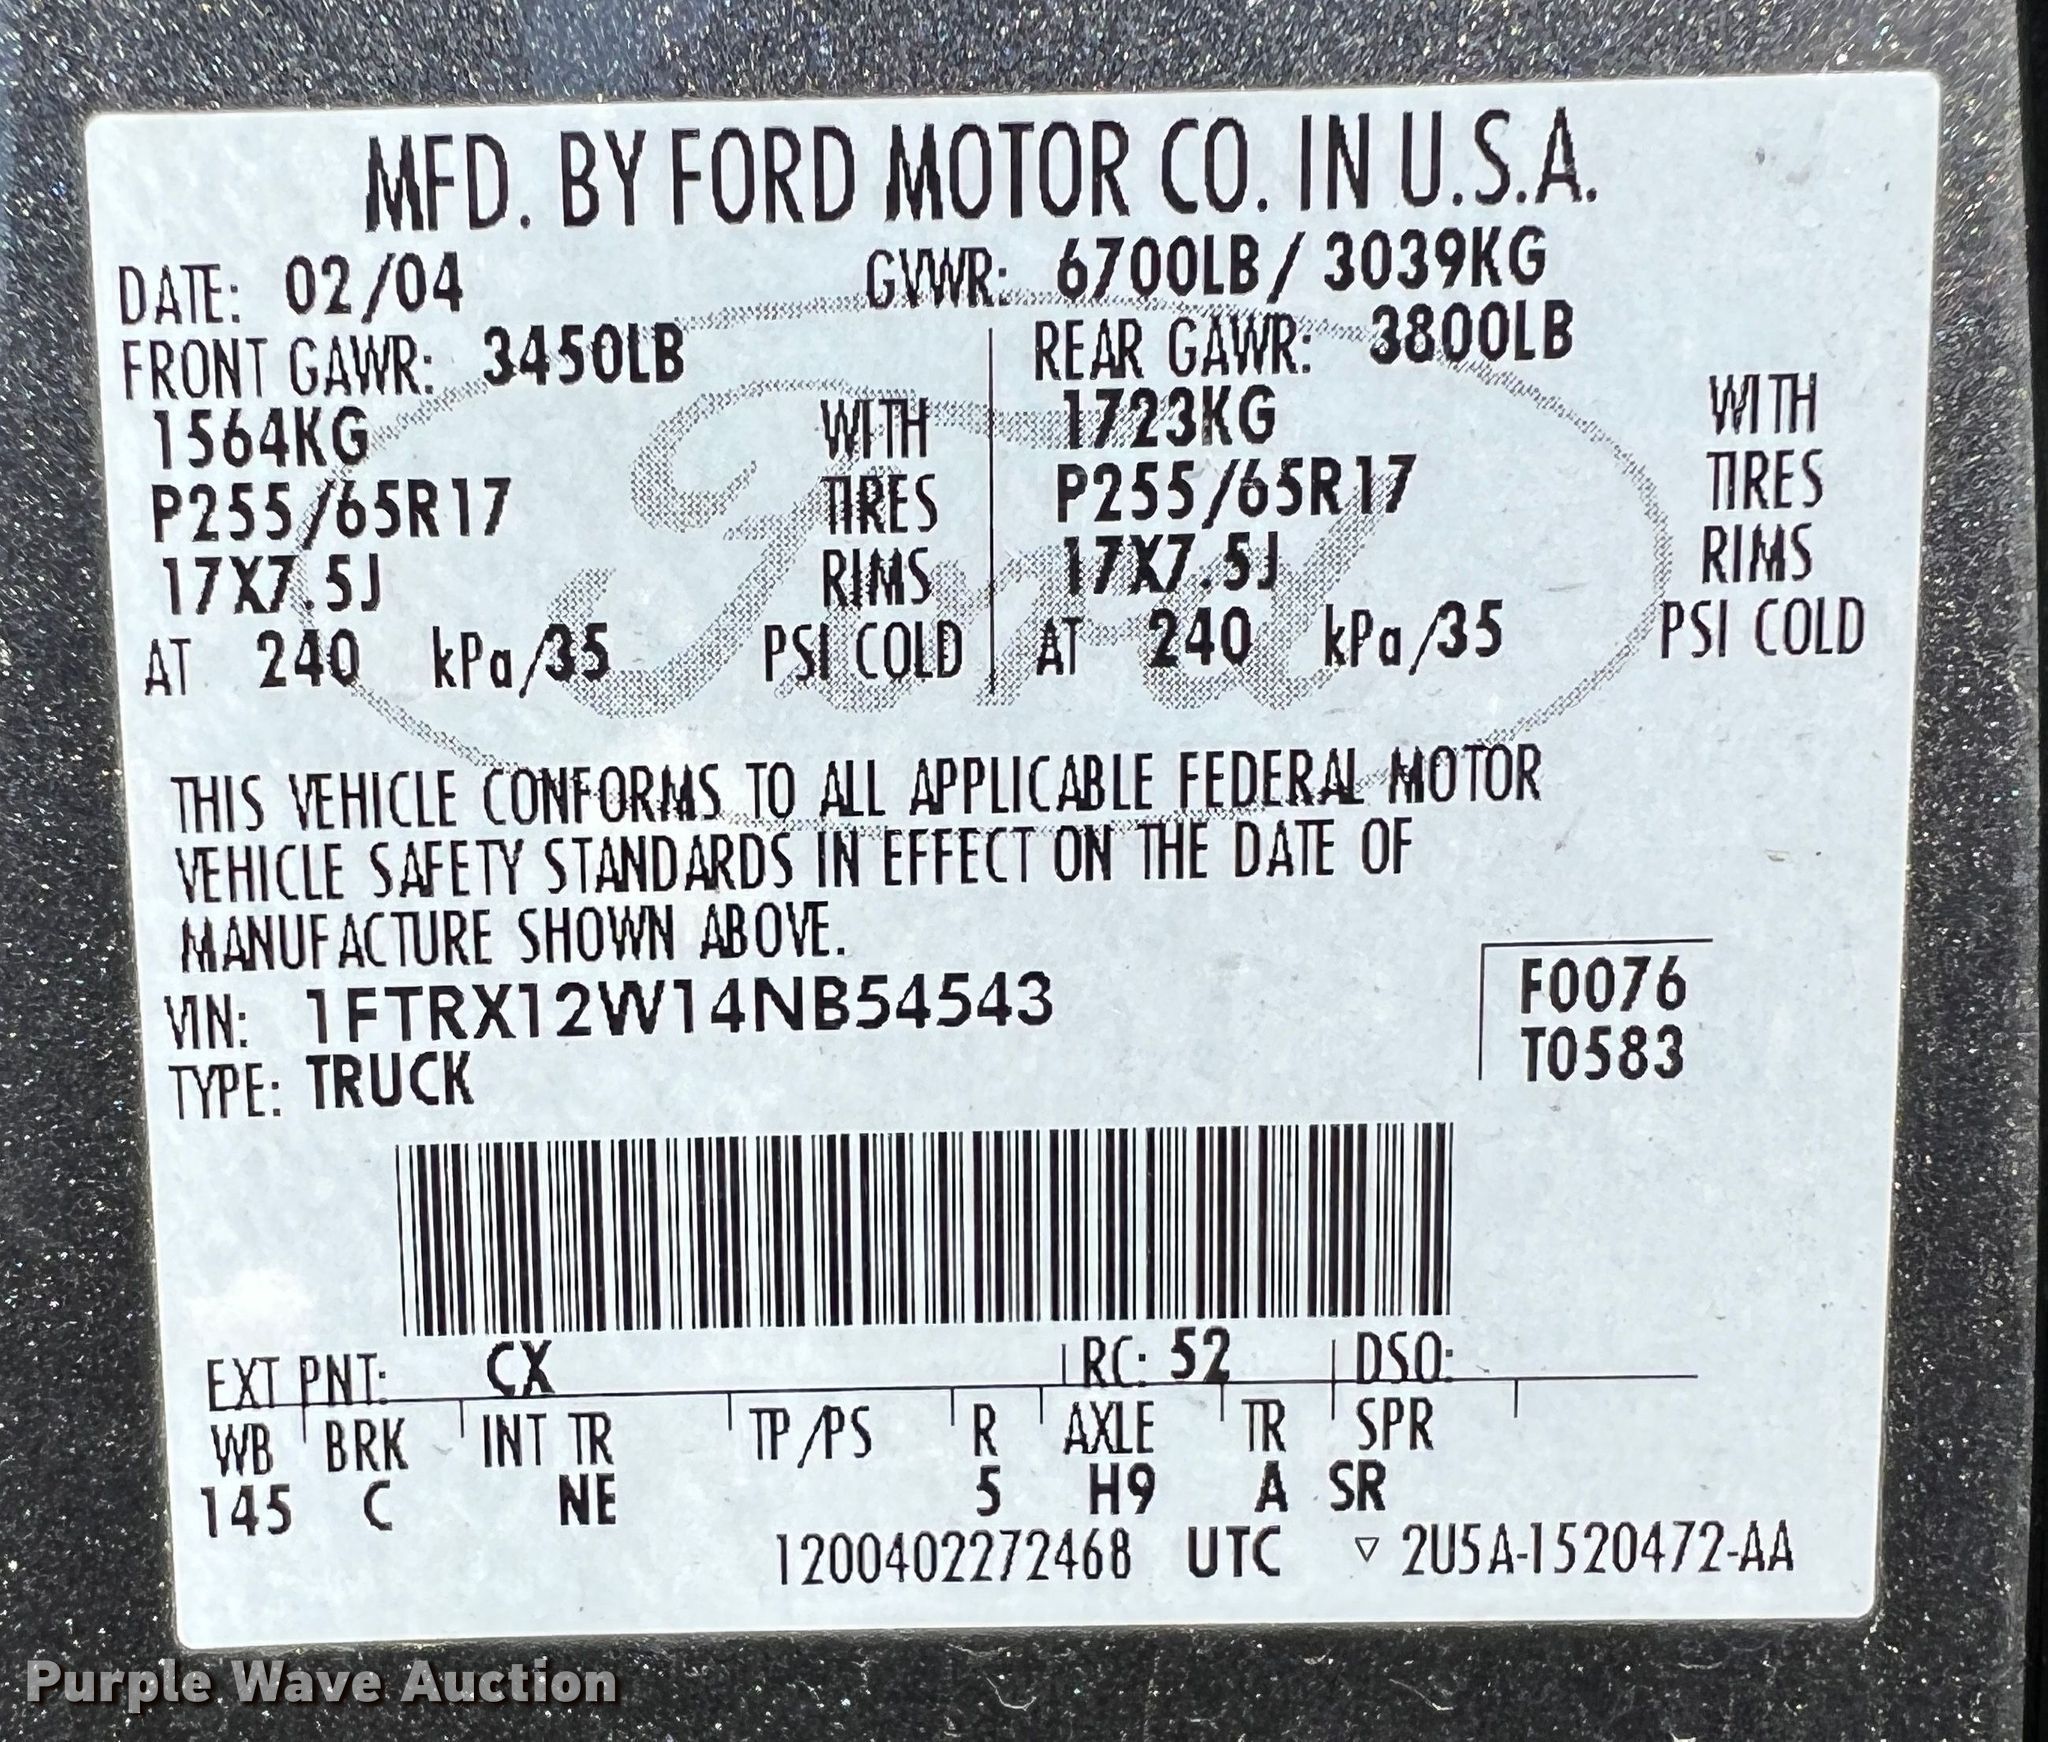 MFD. BY FORD MOTOR CO. IN U.S.A.
DATE: 02/04 GVWR: 6700LB/ 3039KG
FRONT GAWR: 3450LB REAR GAWR: 3800LB
1564KG WITH 1723KG WITH
P255/65R17 TIRES P255/65R17 TIRES
17X7.5J RIMS 17X7.5J RIMS
AT 240 kPa/35 PSI COLD AT 240 kPa/35 PSI COLD
Ford
THIS VEHICLE CONFORMS TO ALL APPLICABLE FEDERAL MOTOR
VEHICLE SAFETY STANDARDS IN EFFECT ON THE DATE OF
MANUFACTURE SHOWN ABOVE.
VIN: 1FTRX12W14NB54543 F0076
TYPE: TRUCK T0583
EXT PNT: CX RC: 52 DSO:
WB BRK INT TR TP/PS R AXLE TR SPR
145 C NE 5 H9 A SR
1200402272468 UTC ▽ 2U5A-1520472-AA
Purple Wave Auction